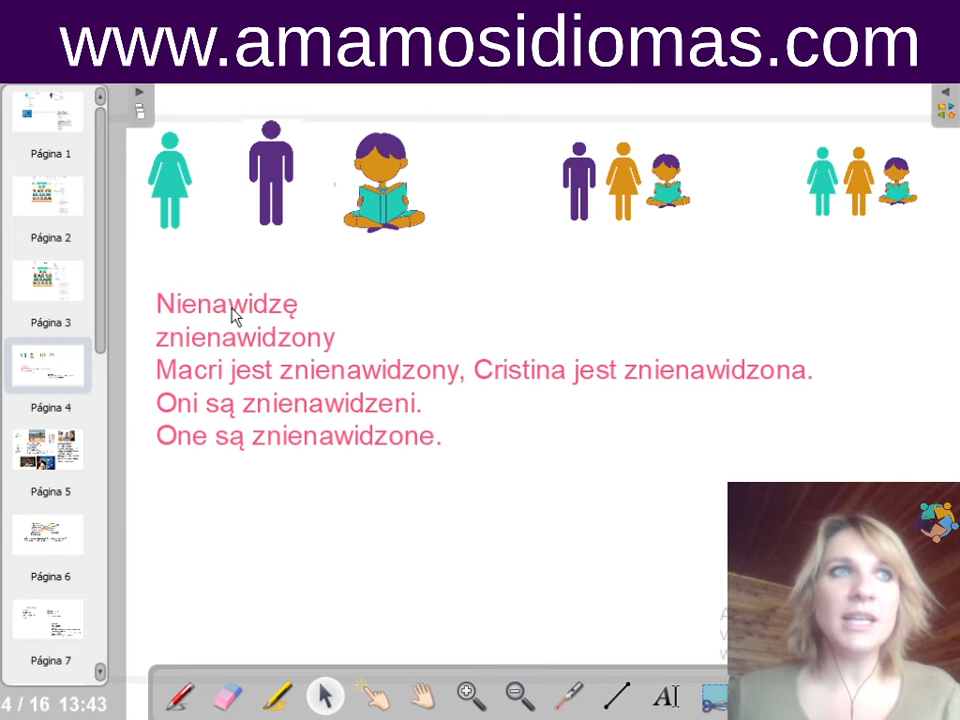 www.amamosidiomas.com
Página 1
Página 2
Página 3
Página 4
Página 5
Página 6
Página 7
Nienawidzę
znienawidzony
Macri jest znienawidzony, Cristina jest znienawidzona.
Oni są znienawidzeni.
One są znienawidzone.
4 / 16 13:43